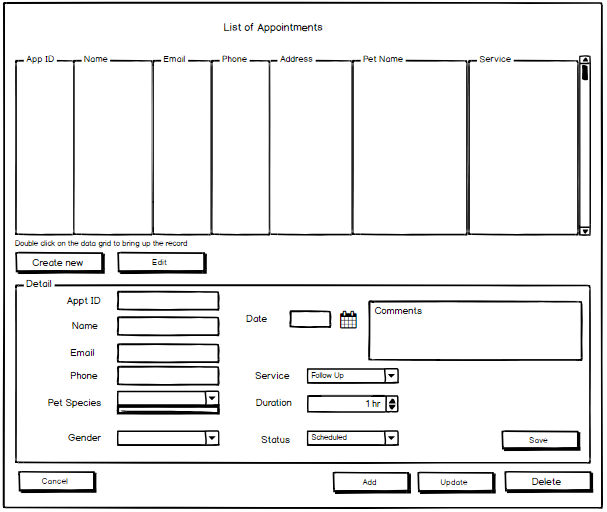 List of Appointments
App ID Name Email Phone Address Pet Name Service
Double click on the data grid to bring up the record
Create new Edit
Detail
Appt ID
Comments
Date
Name
Email
Phone Service Follow Up
Pet Species Duration 1 hr
Gender Status Scheduled Save
Cancel Add Update Delete